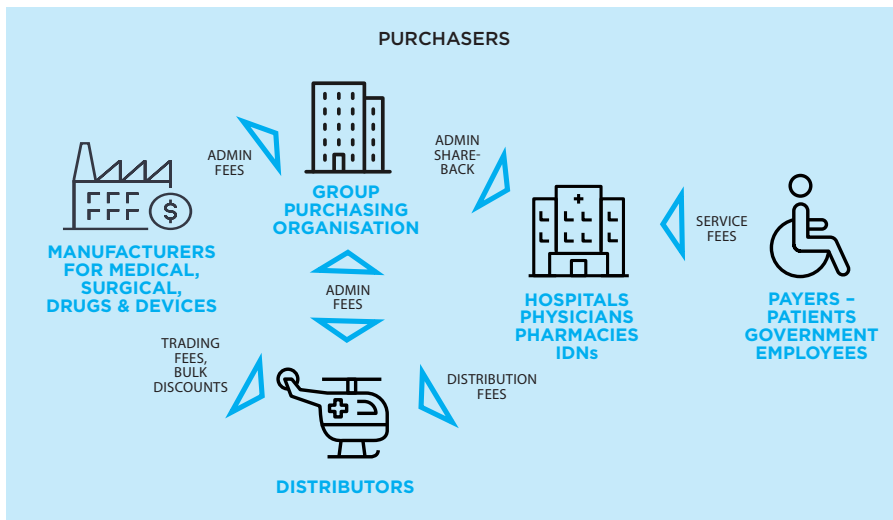 PURCHASERS
ADMIN
FEES
ADMIN
SHARE-
BACK
GROUP
PURCHASING
ORGANISATION
$
MANUFACTURERS
FOR MEDICAL,
SURGICAL,
DRUGS & DEVICES
SERVICE
FEES
ADMIN
FEES
HOSPITALS
PHYSICIANS
PHARMACIES
IDNs
PAYERS –
PATIENTS
GOVERNMENT
EMPLOYEES
TRADING
FEES,
BULK
DISCOUNTS
DISTRIBUTION
FEES
DISTRIBUTORS